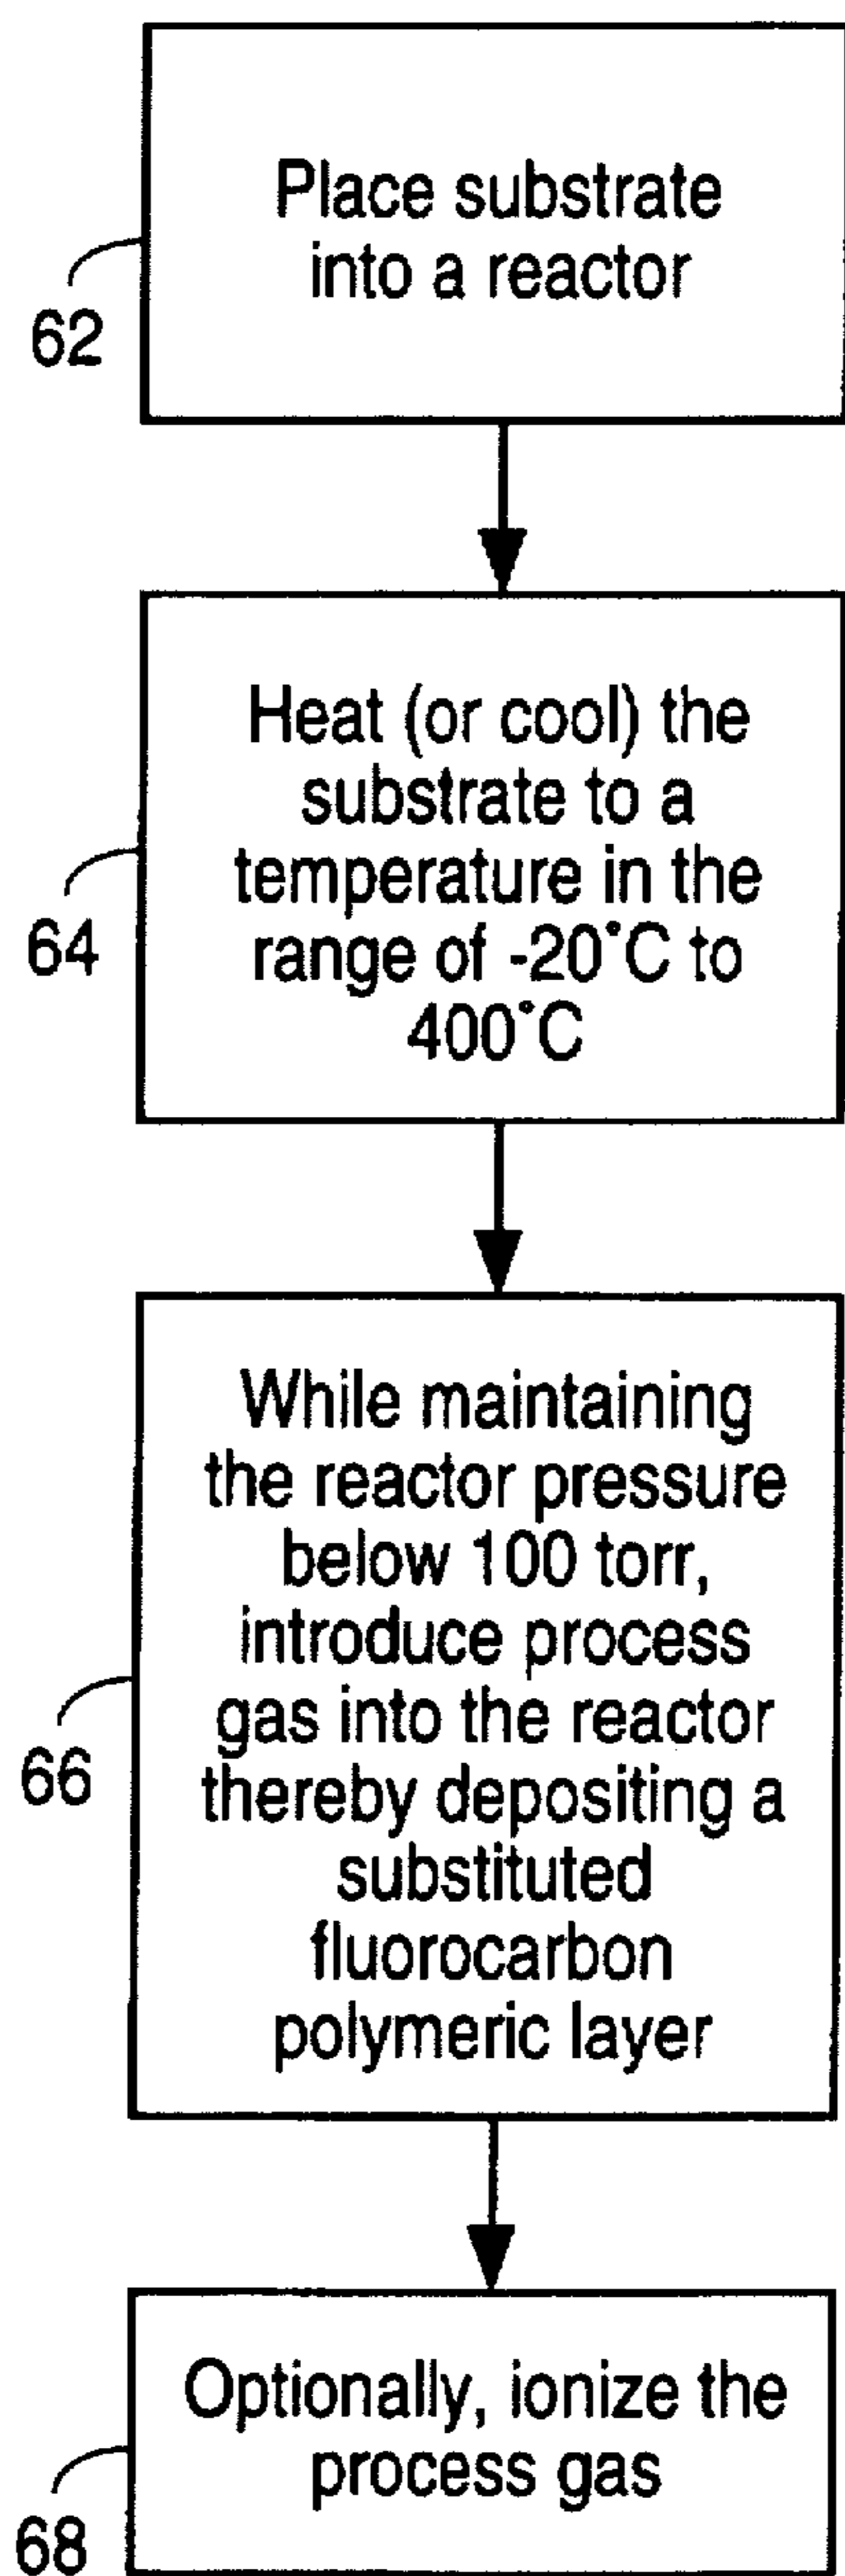 Place substrate
into a reactor
62
Heat (or cool) the
substrate to a
temperature in the
range of -20°C to
400°C
64
While maintaining
the reactor pressure
below 100 torr,
introduce process
gas into the reactor
thereby depositing a
substituted
fluorocarbon
polymeric layer
66
Optionally, ionize the
process gas
68